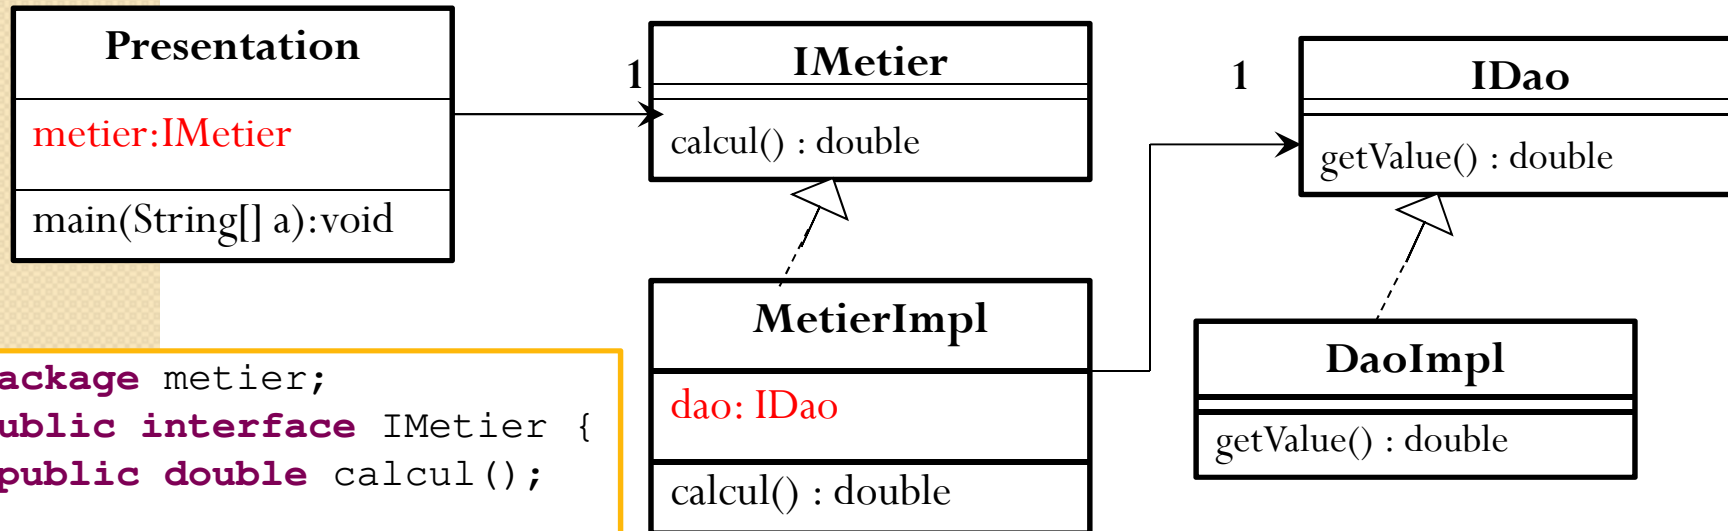 Presentation
metier:IMetier
main(String[] a):void
1
IMetier
calcul() : double
1
IDao
getValue() : double
MetierImpl
dao: IDao
calcul() : double
DaoImpl
getValue() : double
ackage metier;
ublic interface IMetier {
public double calcul();